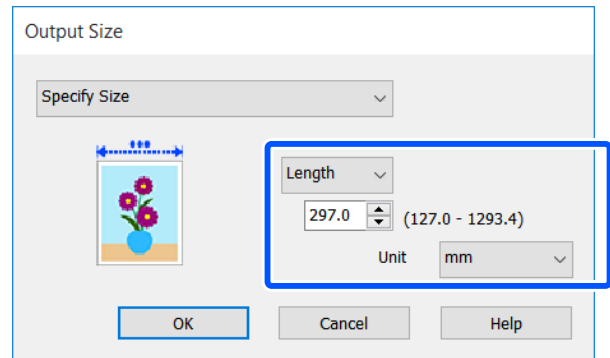 Output Size
Specify Size
Length
297.0 (127.0 - 1293.4)
Unit mm
OK Cancel Help